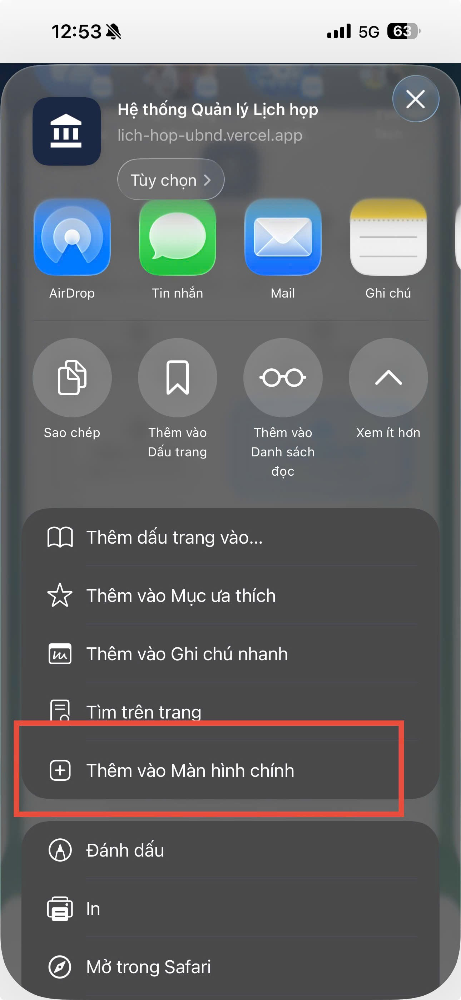 12:53
5G
63
Hệ thống Quản lý Lịch họp
lich-hop-ubnd.vercel.app
Tùy chọn
AirDrop
Tin nhắn
Mail
Ghi chú
Sao chép
Thêm vào
Dấu trang
Thêm vào
Danh sách
đọc
Xem ít hơn
Thêm dấu trang vào...
Thêm vào Mục ưa thích
Thêm vào Ghi chú nhanh
Tìm trên trang
Thêm vào Màn hình chính
Đánh dấu
In
Mở trong Safari